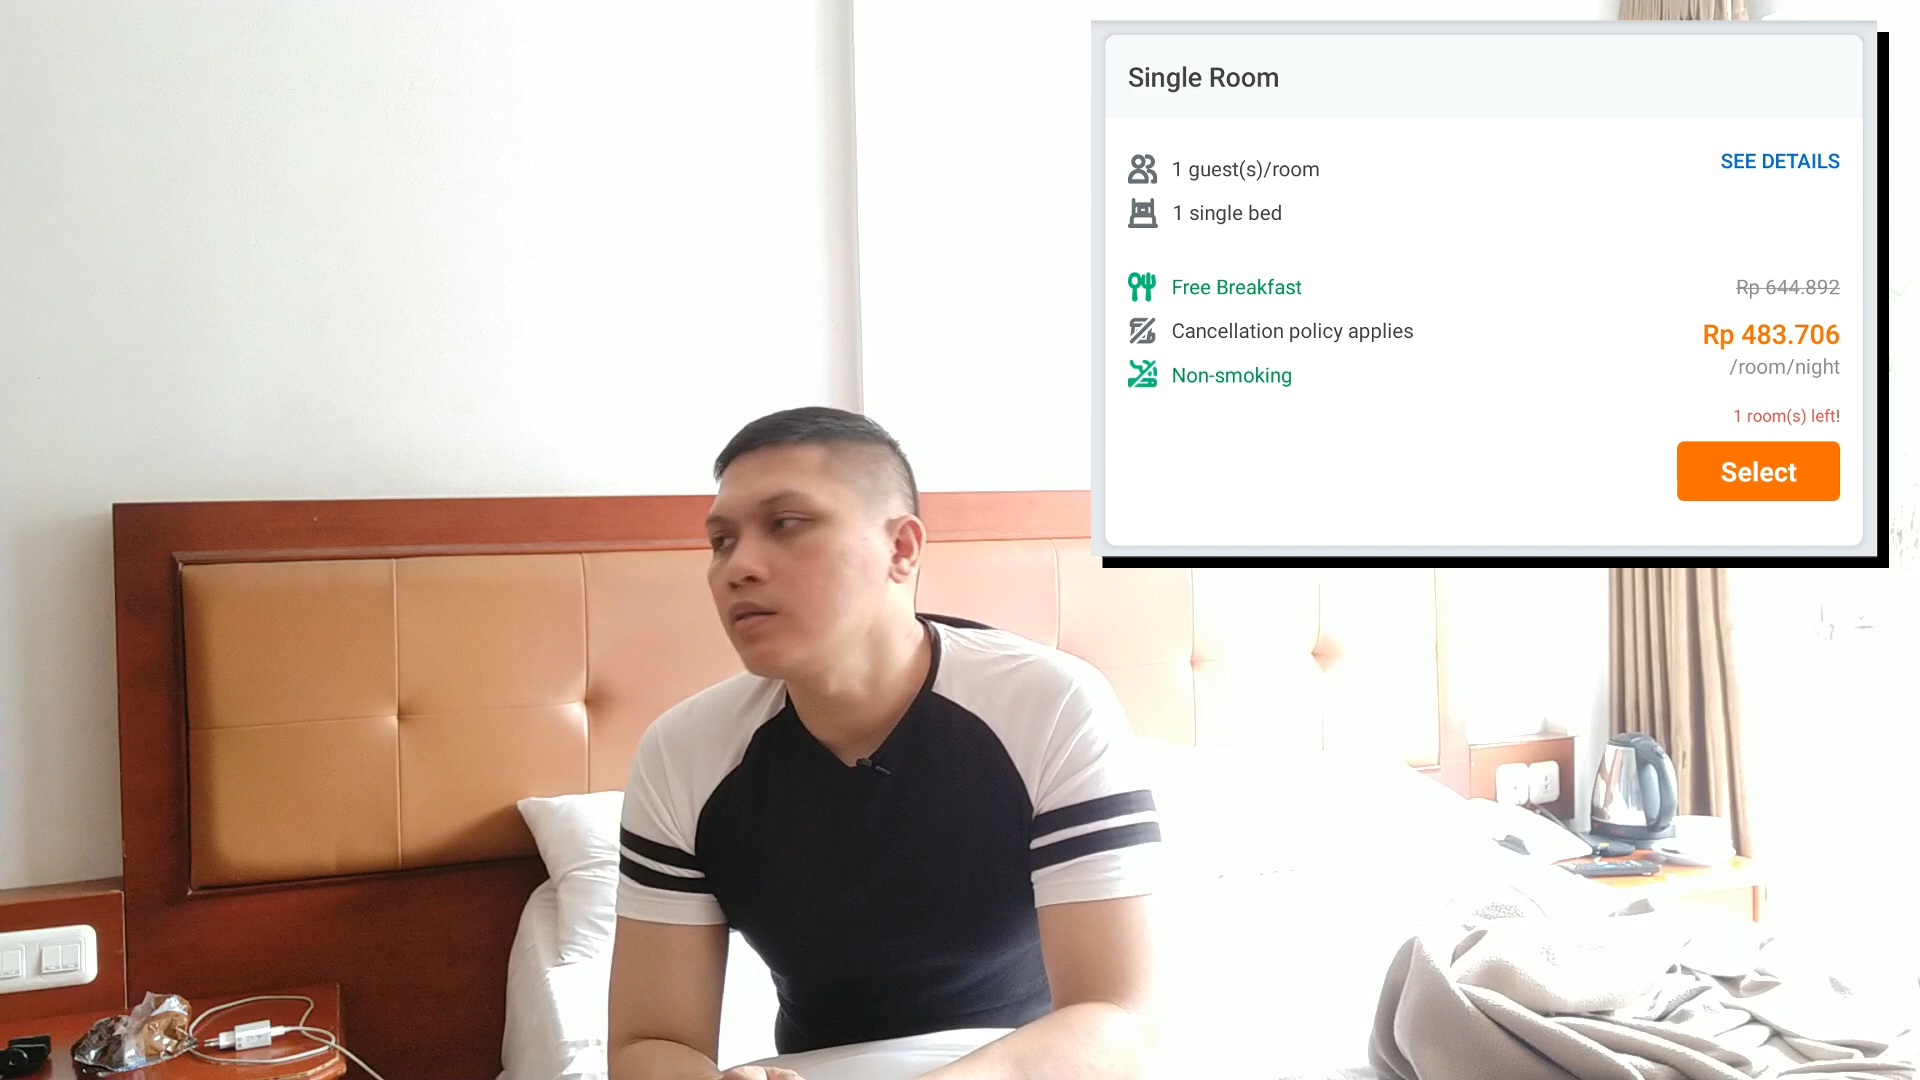 Single Room
1 guest(s)/room
SEE DETAILS
1 single bed
Free Breakfast
Rp 644.892
Cancellation policy applies
Rp 483.706
/room/night
Non-smoking
1 room(s) left!
Select